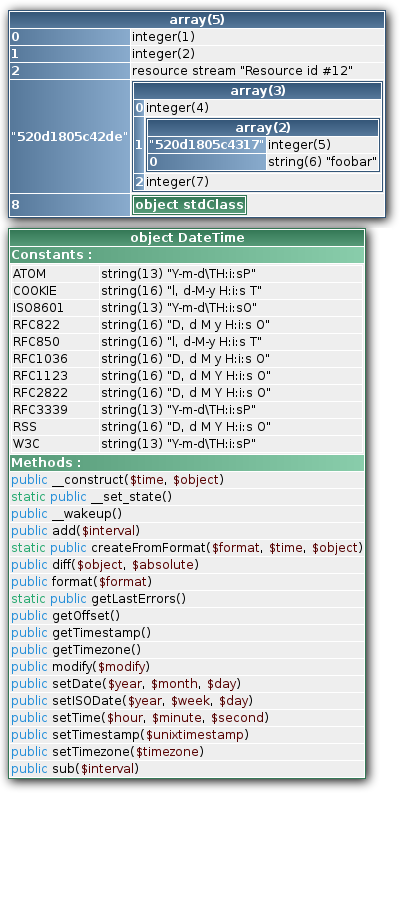 array(5)
0 integer(1)
1 integer(2)
2 resource stream "Resource id #12"
"520d1805c42de" array(3)
0 integer(4)
1 array(2)
"520d1805c4317" integer(5)
0 string(6) "foobar"
2 integer(7)
8 object stdClass
object DateTime
Constants :
ATOM string(13) "Y-m-d\TH:i:sP"
COOKIE string(16) "l, d-M-y H:i:s T"
ISO8601 string(13) "Y-m-d\TH:i:sO"
RFC822 string(16) "D, d M y H:i:s O"
RFC850 string(16) "l, d-M-y H:i:s T"
RFC1036 string(16) "D, d M y H:i:s O"
RFC1123 string(16) "D, d M Y H:i:s O"
RFC2822 string(16) "D, d M Y H:i:s O"
RFC3339 string(13) "Y-m-d\TH:i:sP"
RSS string(16) "D, d M Y H:i:s O"
W3C string(13) "Y-m-d\TH:i:sP"
Methods :
public __construct($time, $object)
static public __set_state()
public __wakeup()
public add($interval)
static public createFromFormat($format, $time, $object)
public diff($object, $absolute)
public format($format)
static public getLastErrors()
public getOffset()
public getTimestamp()
public getTimezone()
public modify($modify)
public setDate($year, $month, $day)
public setISODate($year, $week, $day)
public setTime($hour, $minute, $second)
public setTimestamp($unixtimestamp)
public setTimezone($timezone)
public sub($interval)